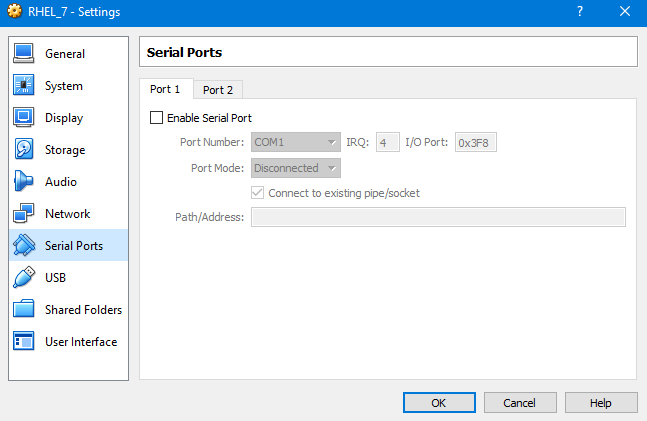 RHEL_7 - Settings
?
General
System
Display
Storage
Audio
Network
Serial Ports
USB
Shared Folders
User Interface
Serial Ports
Port 1 Port 2
Enable Serial Port
Port Number: COM1 IRQ: 4 I/O Port: 0x3F8
Port Mode: Disconnected
Connect to existing pipe/socket
Path/Address:
OK Cancel Help